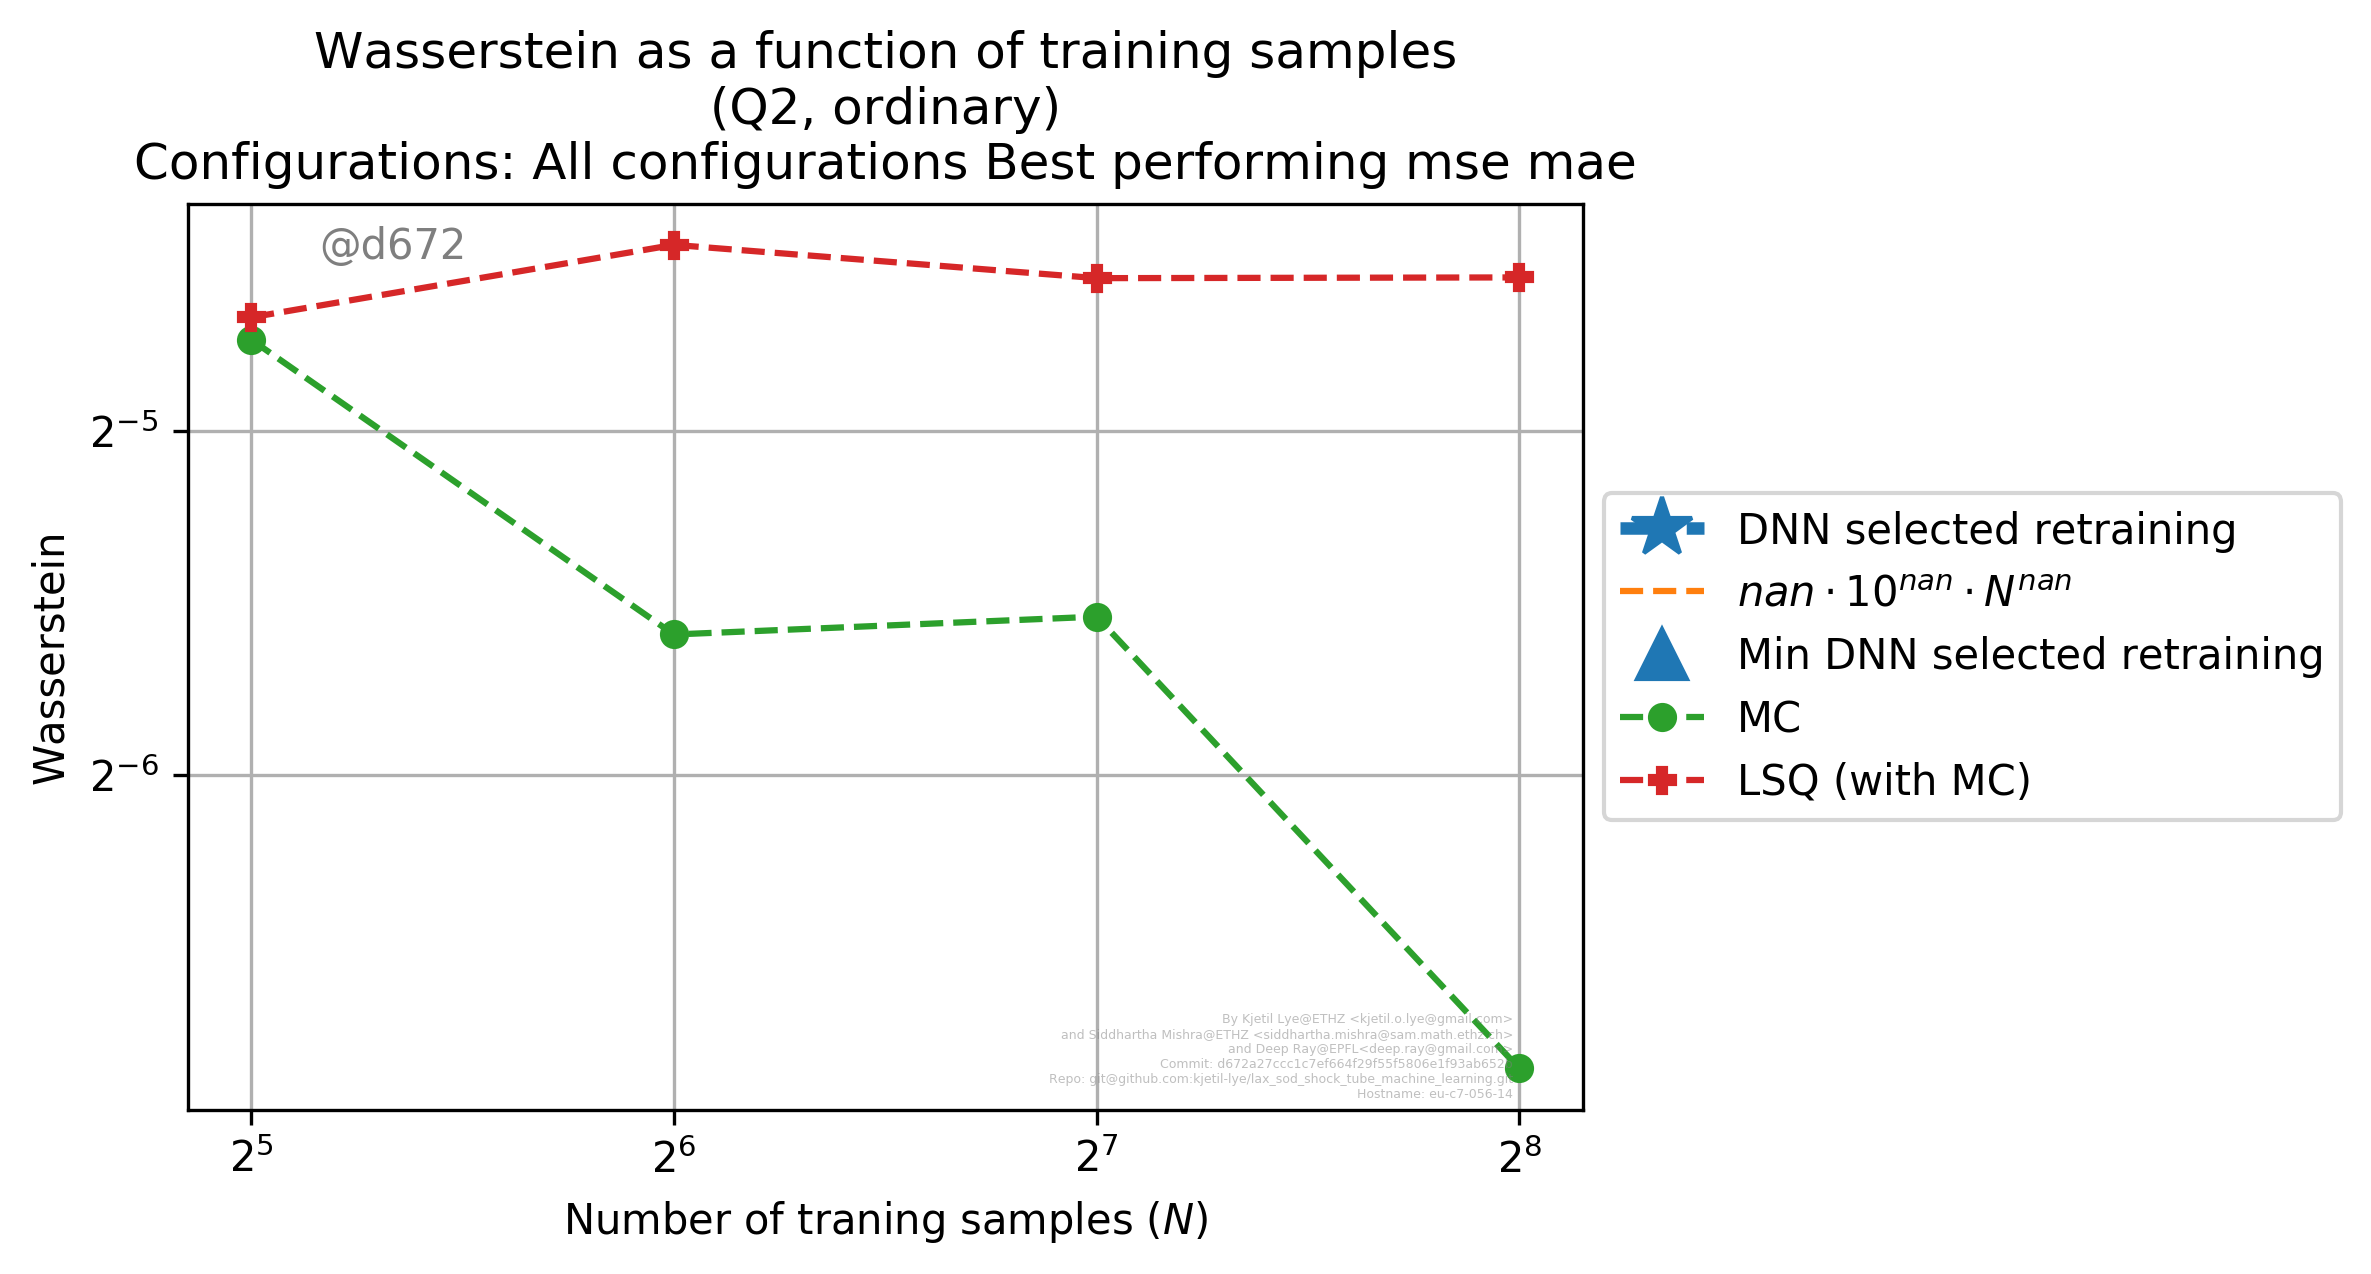 Wasserstein as a function of training samples
(Q2, ordinary)
Configurations: All configurations Best performing mse mae
@d672
Wasserstein
2⁻⁵
2⁻⁶
2⁵
2⁶
2⁷
2⁸
Number of traning samples (N)
DNN selected retraining
nan · 10ⁿᵃⁿ · Nⁿᵃⁿ
Min DNN selected retraining
MC
LSQ (with MC)
By Kjetil Lye@ETHZ <kjetil.o.lye@gmail.com>
and Siddhartha Mishra@ETHZ <siddhartha.mishra@sam.math.ethz.ch>
and Deep Ray@EPFL<deep.ray@gmail.com>
Commit:
Repo: git@github.com:kjetil-lye/lax_sod_shock_tube_machine_learning.git
Hostname: eu-c7-056-14